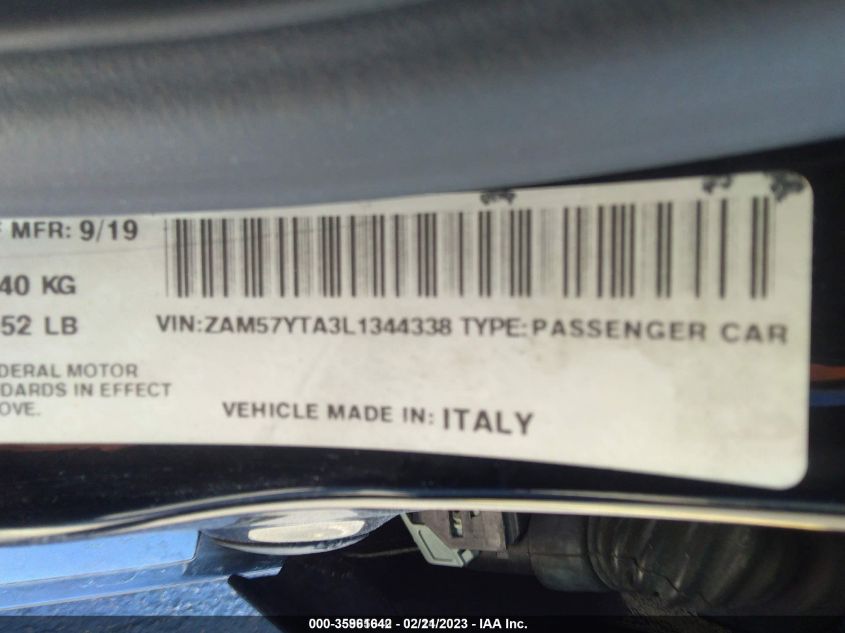 F MFR: 9/19
40 KG
52 LB
VIN:ZAM57YTA3L1344338 TYPE:PASSENGER CAR
DERAL MOTOR
DARDS IN EFFECT
OVE.
VEHICLE MADE IN: ITALY
02/21/2023 - IAA Inc.